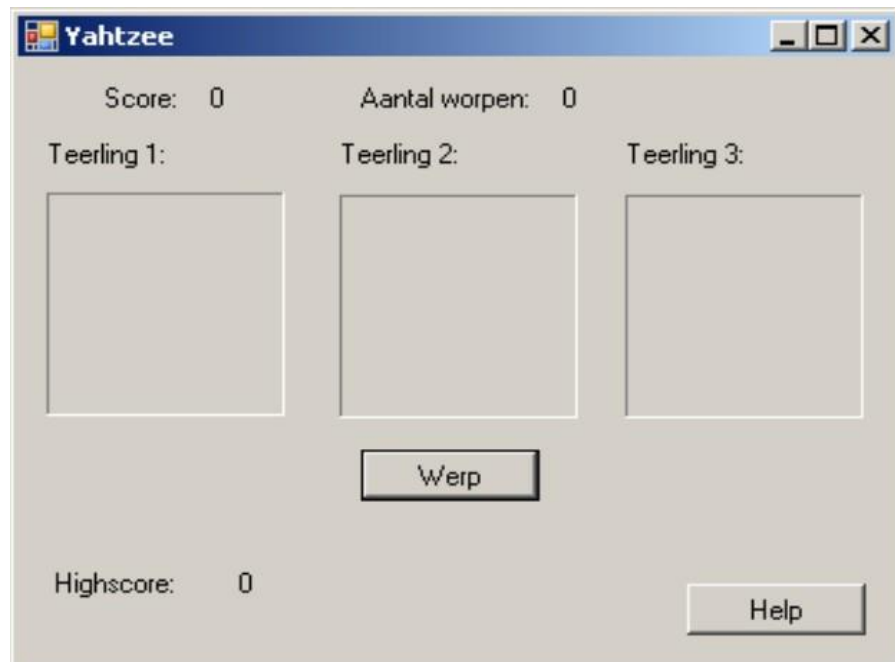 Yahtzee
Score: 0 Aantal worpen: 0
Teerling 1: Teerling 2: Teerling 3:
Werp
Highscore: 0
Help